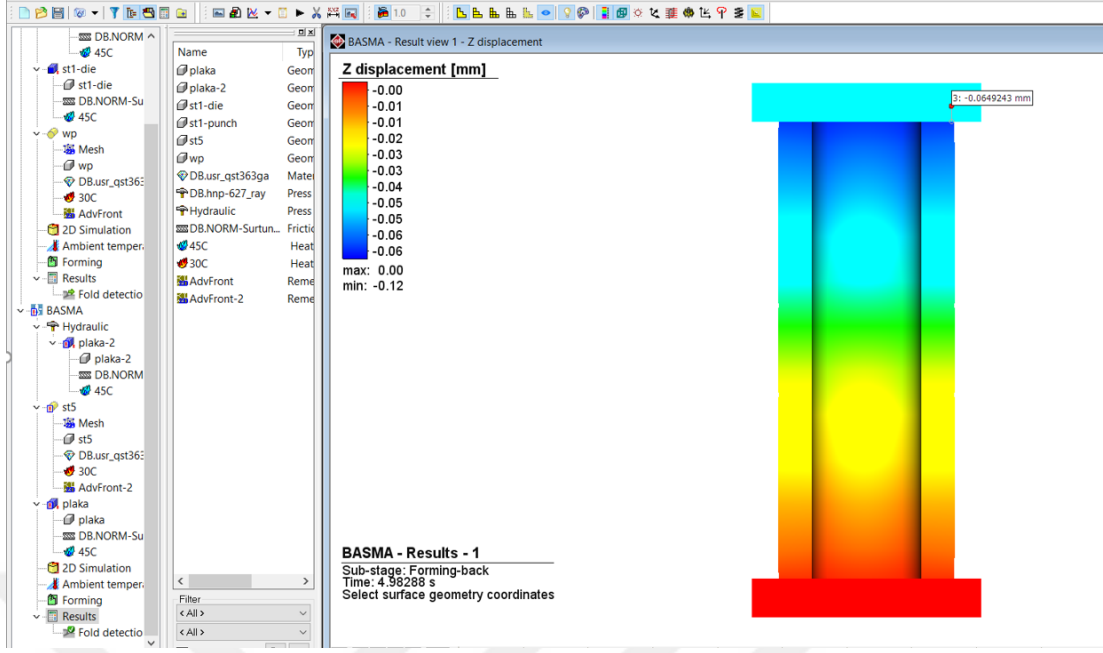 1.0
DB.NORM
45C
st1-die
st1-die
DB.NORM-Su
45C
wp
Mesh
wp
DB.usr_qst363
30C
AdvFront
2D Simulation
Ambient temper
Forming
Results
Fold detectio
BASMA
Hydraulic
plaka-2
plaka-2
DB.NORM
45C
st5
Mesh
st5
DB.usr_qst363
30C
AdvFront-2
plaka
plaka
DB.NORM-Su
45C
2D Simulation
Ambient temper
Forming
Results
Fold detectio
Name Typ
plaka Geom
plaka-2 Geom
st1-die Geom
st1-punch Geom
st5 Geom
wp Geom
DB.usr_qst363ga Mate
DB.hnp-627_ray Press
Hydraulic Press
DB.NORM-Surtun... Frictic
45C Heat
30C Heat
AdvFront Reme
AdvFront-2 Reme
Filter
<All>
<All>
BASMA - Result view 1 - Z displacement
Z displacement [mm]
-0.00
-0.01
-0.01
-0.02
-0.03
-0.03
-0.04
-0.05
-0.05
-0.06
-0.06
max: 0.00
min: -0.12
3: -0.0649243 mm
BASMA - Results - 1
Sub-stage: Forming-back
Time: 4.98288 s
Select surface geometry coordinates